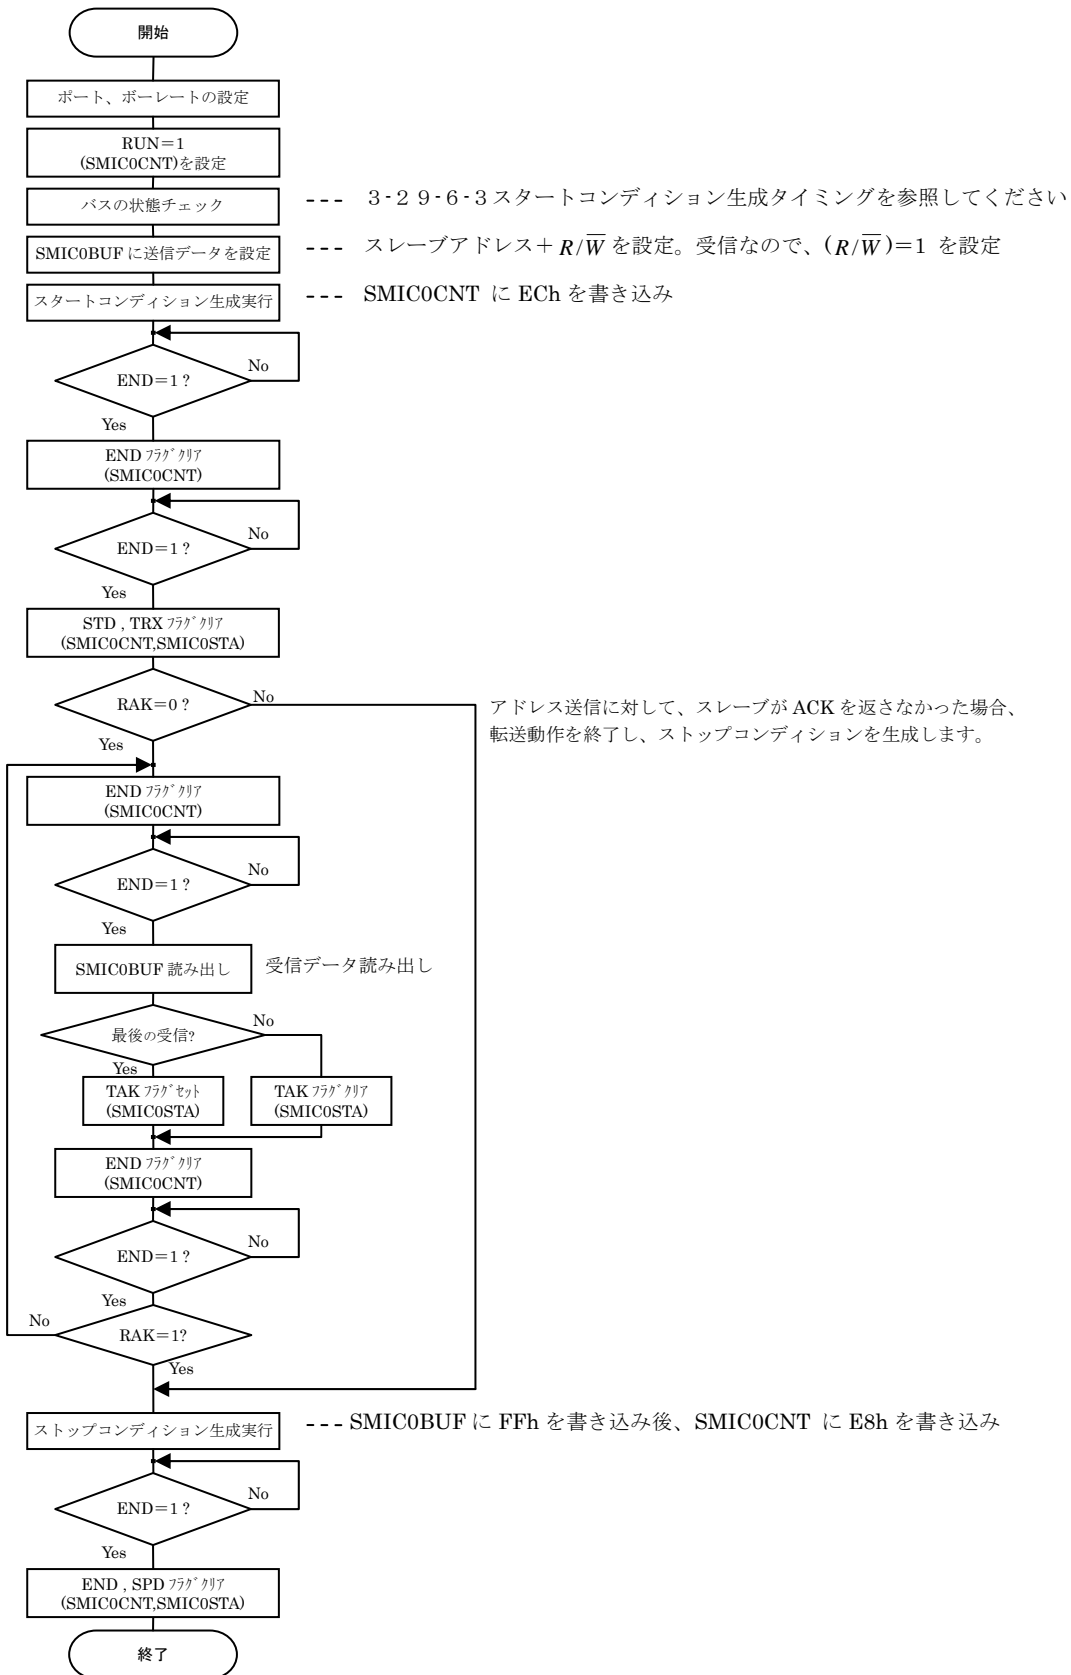 開始
ポート、ボーレートの設定
RUN＝1
(SMIC0CNT)を設定
バスの状態チェック
--- 3-29-6-3スタートコンディション生成タイミングを参照してください
SMIC0BUFに送信データを設定
--- スレーブアドレス＋R/W̅を設定。受信なので、(R/W̅)=1 を設定
スタートコンディション生成実行
--- SMIC0CNT に ECh を書き込み
No
END＝1 ?
Yes
END ﾌﾗｸﾞｸﾘｱ
(SMIC0CNT)
No
END＝1 ?
Yes
STD , TRX ﾌﾗｸﾞｸﾘｱ
(SMIC0CNT,SMIC0STA)
RAK＝0 ?
No
アドレス送信に対して、スレーブが ACK を返さなかった場合、
転送動作を終了し、ストップコンディションを生成します。
Yes
END ﾌﾗｸﾞｸﾘｱ
(SMIC0CNT)
No
END＝1 ?
Yes
SMIC0BUF 読み出し
受信データ読み出し
No
最後の受信?
Yes
TAK ﾌﾗｸﾞｾｯﾄ
(SMIC0STA)
TAK ﾌﾗｸﾞｸﾘｱ
(SMIC0STA)
END ﾌﾗｸﾞｸﾘｱ
(SMIC0CNT)
No
END＝1 ?
Yes
No
RAK＝1?
Yes
ストップコンディション生成実行
--- SMIC0BUF に FFh を書き込み後、SMIC0CNT に E8h を書き込み
No
END＝1 ?
Yes
END , SPD ﾌﾗｸﾞｸﾘｱ
(SMIC0CNT,SMIC0STA)
終了